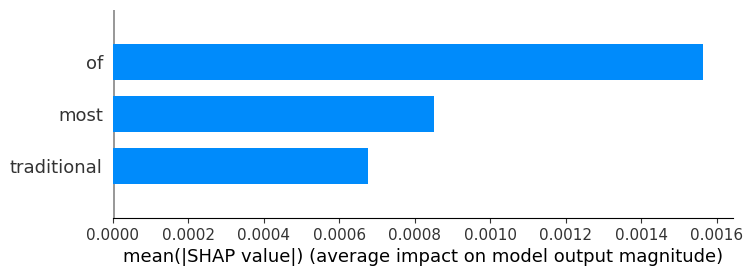 of
most
traditional
0.0000 0.0002 0.0004 0.0006 0.0008 0.0010 0.0012 0.0014 0.0016
mean(|SHAP value|) (average impact on model output magnitude)